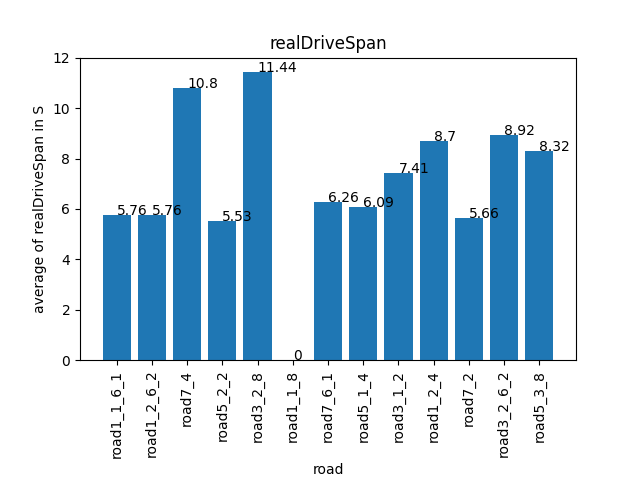 realDriveSpan
average of realDriveSpan in S
12
10
8
6
4
2
0
5.76
5.76
10.8
5.53
11.44
0
6.26
6.09
7.41
8.7
5.66
8.92
8.32
road1_1_6_1
road1_2_6_2
road7_4
road5_2_2
road3_2_8
road1_1_8
road7_6_1
road5_1_4
road3_1_2
road1_2_4
road7_2
road3_2_6_2
road5_3_8
road